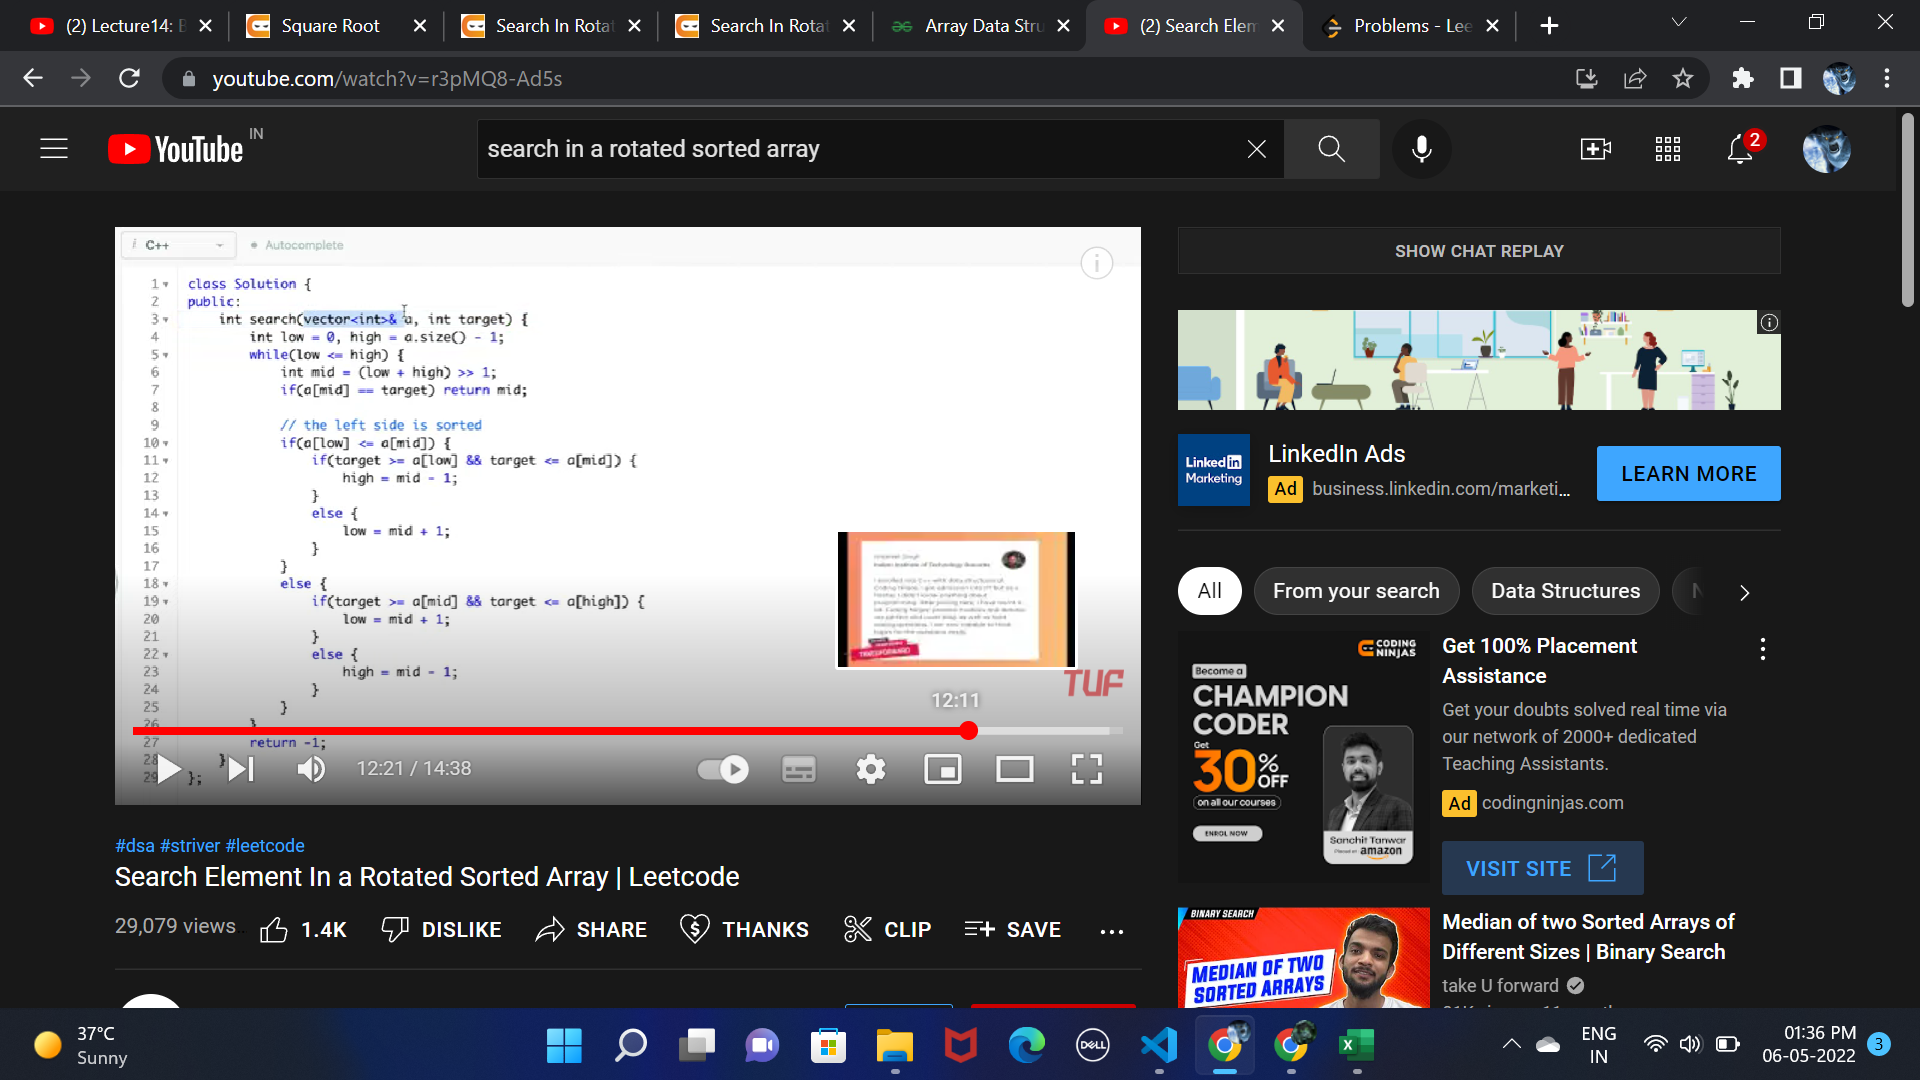 (2) Lecture14: B
Square Root
Search In Rotat
Search In Rotat
Array Data Stru
(2) Search Elem
Problems - Lee
youtube.com/watch?v=r3pMQ8-Ad5s
YouTube IN
search in a rotated sorted array
2
C++
Autocomplete
1 class Solution {
2 public:
3 int search(vector<int>& a, int target) {
4 int low = 0, high = a.size() - 1;
5 while(low <= high) {
6 int mid = (low + high) >> 1;
7 if(a[mid] == target) return mid;
8
9 // the left side is sorted
10 if(a[low] <= a[mid]) {
11 if(target >= a[low] && target <= a[mid]) {
12 high = mid - 1;
13 }
14 else {
15 low = mid + 1;
16 }
17 }
18 else {
19 if(target >= a[mid] && target <= a[high]) {
20 low = mid + 1;
21 }
22 else {
23 high = mid - 1;
24 }
25 }
26 }
27 return -1;
28 }
29 };
TUF
12:11
12:21 / 14:38
#dsa #striver #leetcode
Search Element In a Rotated Sorted Array | Leetcode
29,079 views
1.4K
DISLIKE
SHARE
THANKS
CLIP
SAVE
SHOW CHAT REPLAY
Linked in
Marketing
LinkedIn Ads
Ad business.linkedin.com/marketi...
LEARN MORE
All
From your search
Data Structures
CODING
NINJAS
Become a
CHAMPION
CODER
Get
30% OFF
on all our courses
ENROL NOW
Sanchit Tanwar
amazon
Get 100% Placement
Assistance
Get your doubts solved real time via
our network of 2000+ dedicated
Teaching Assistants.
Ad codingninjas.com
VISIT SITE
BINARY SEARCH
MEDIAN OF TWO
SORTED ARRAYS
Median of two Sorted Arrays of
Different Sizes | Binary Search
take U forward
37°C
Sunny
DELL
ENG
IN
01:36 PM
06-05-2022
3